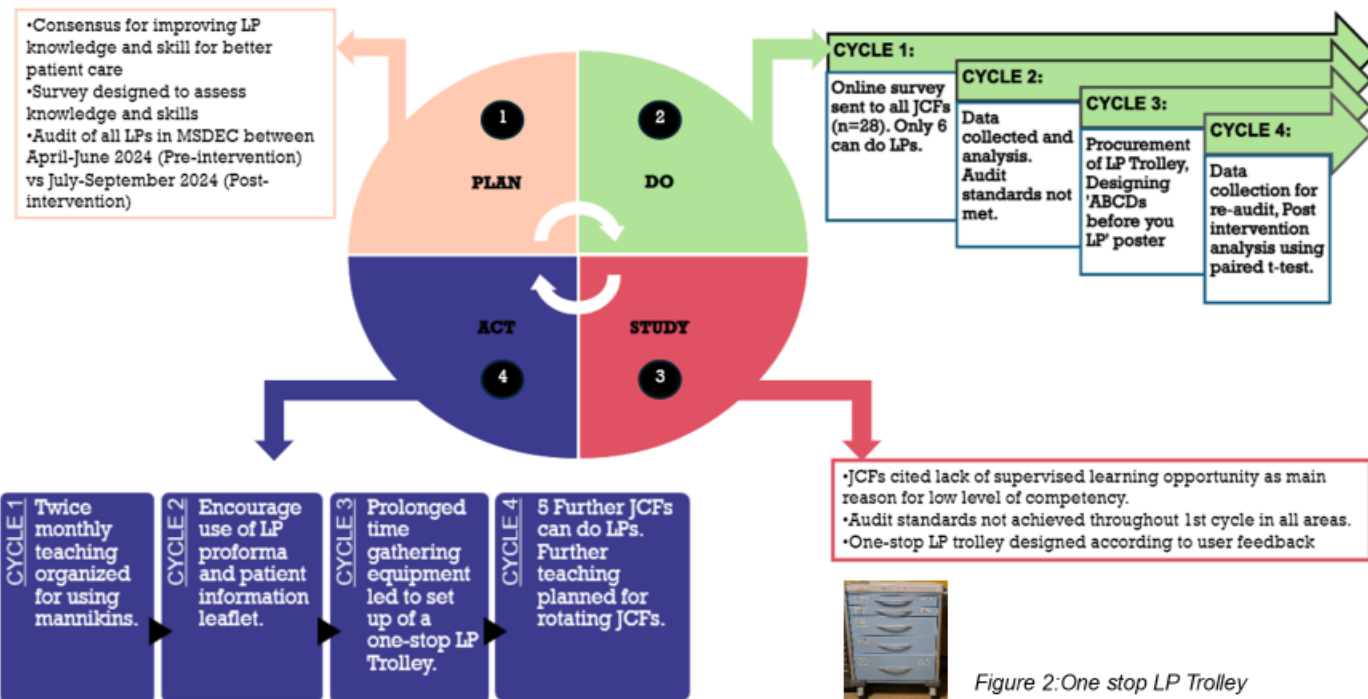 •Consensus for improving LP
knowledge and skill for better
patient care
•Survey designed to assess
knowledge and skills
•Audit of all LPs in MSDEC between
April-June 2024 (Pre-intervention)
vs July-September 2024 (Post-
intervention)
1
PLAN
2
DO
CYCLE 1:
Online survey
sent to all JCFs
(n=28). Only 6
can do LPs.
CYCLE 2:
Data
collected and
analysis.
Audit
standards not
met.
CYCLE 3:
Procurement
of LP Trolley,
Designing
'ABCDs
before you
LP' poster
CYCLE 4:
Data
collection for
re-audit, Post
intervention
analysis using
paired t-test.
ACT
4
STUDY
3
•JCFs cited lack of supervised learning opportunity as main
reason for low level of competency.
•Audit standards not achieved throughout 1st cycle in all areas.
•One-stop LP trolley designed according to user feedback
CYCLE 1
Twice
monthly
teaching
organized
for using
mannikins.
CYCLE 2
Encourage
use of LP
proforma
and patient
information
leaflet.
CYCLE 3
Prolonged
time
gathering
equipment
led to set
up of a
one-stop LP
Trolley.
CYCLE 4
5 Further JCFs
can do LPs.
Further
teaching
planned for
rotating JCFs.
Figure 2:One stop LP Trolley